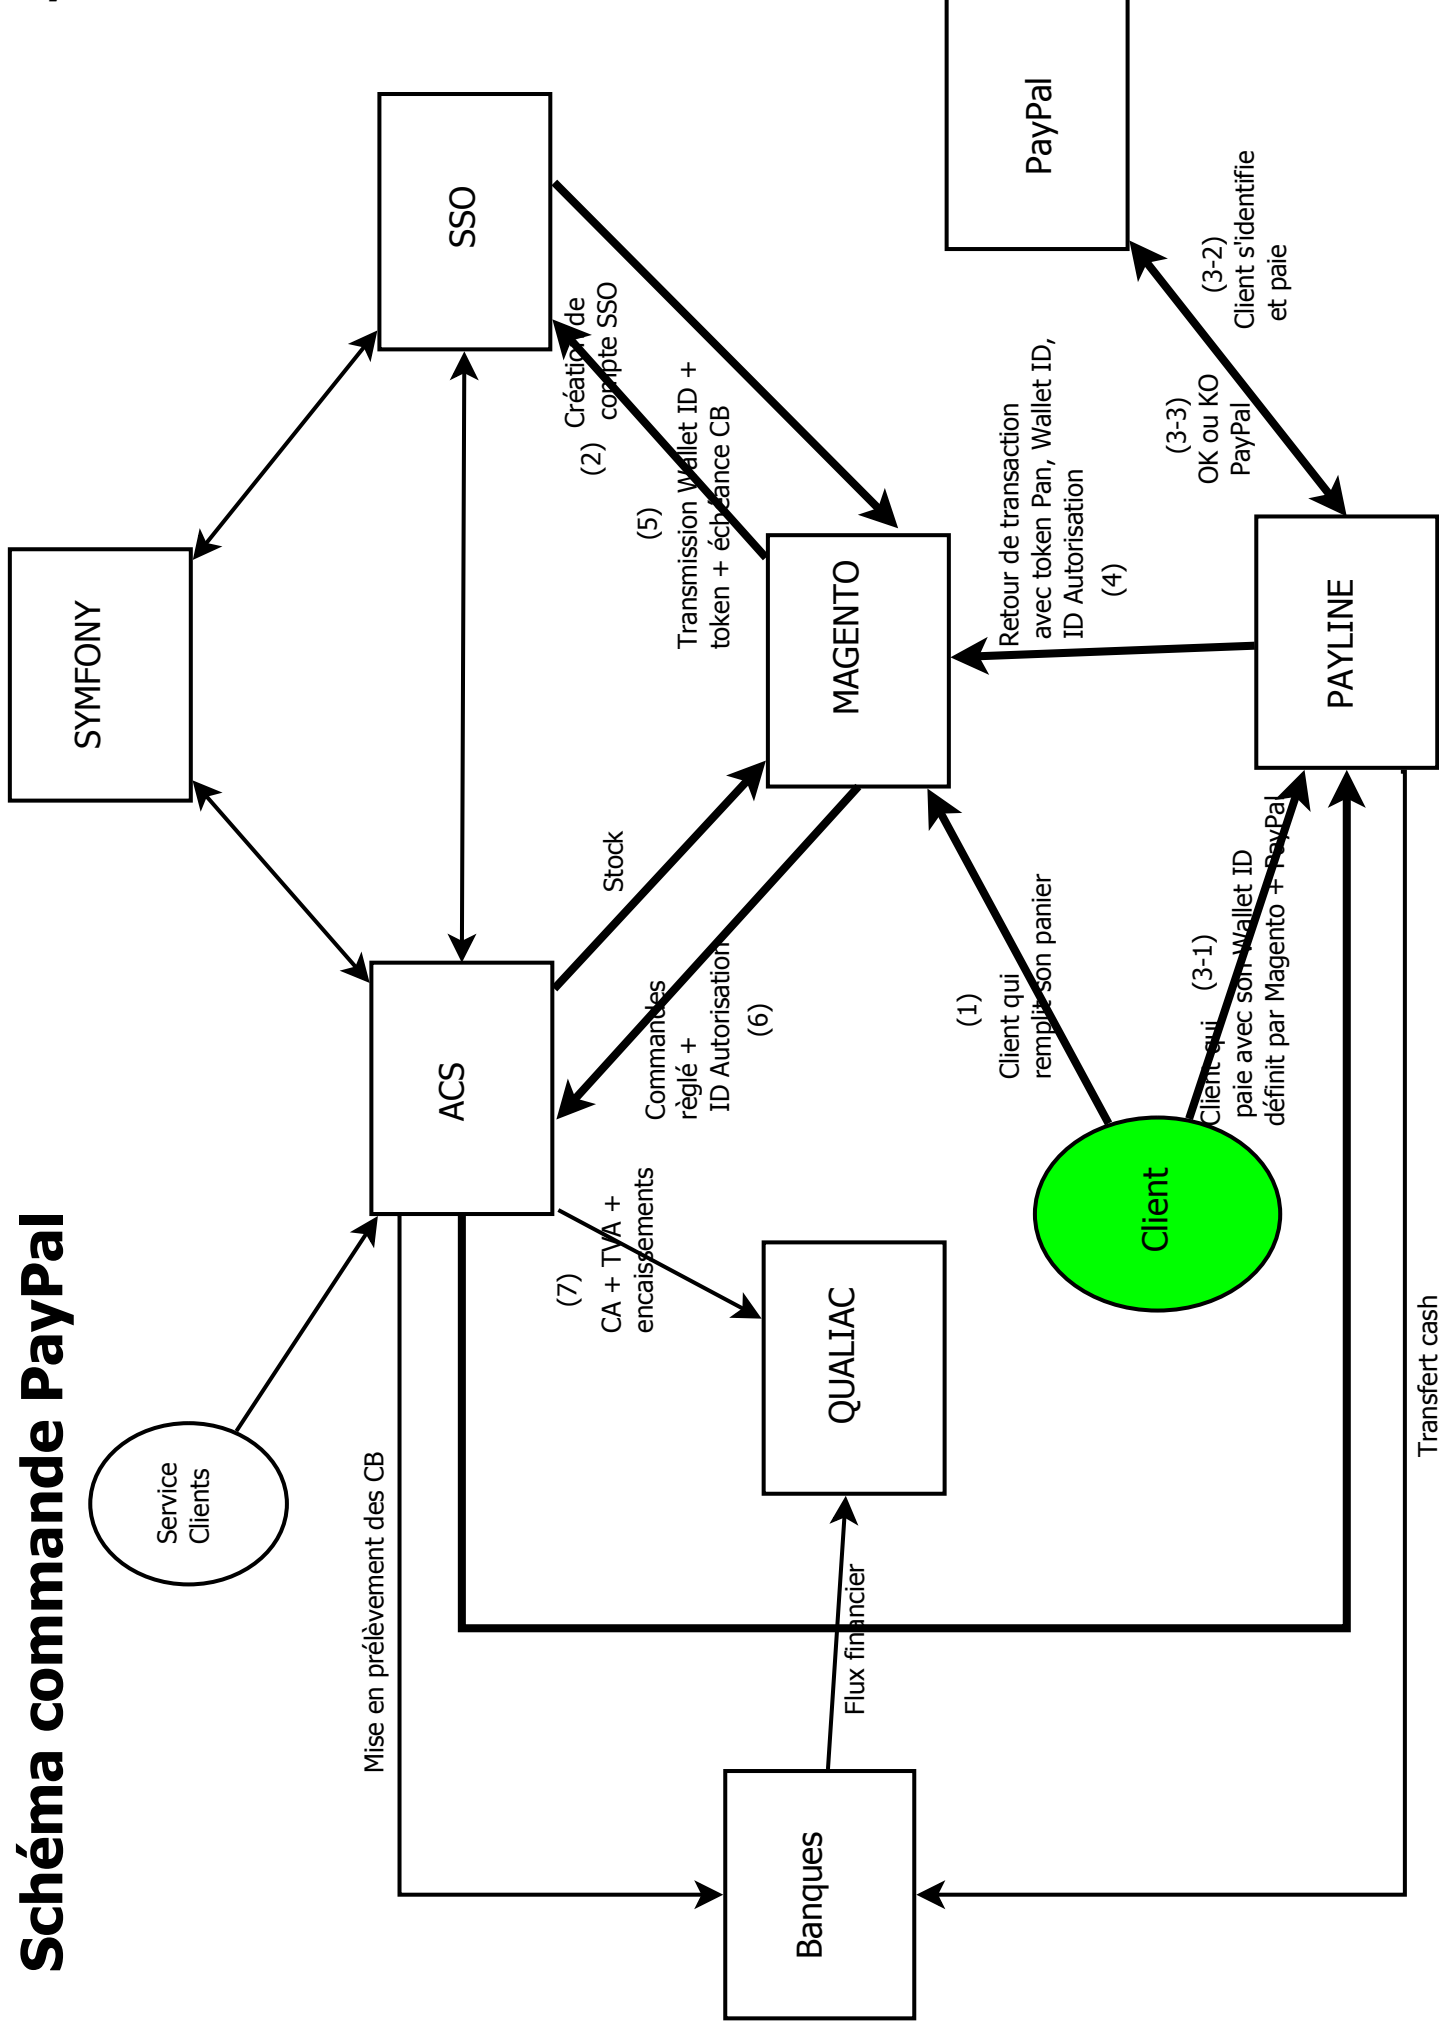 Schéma commande PayPal
Service
Clients
SYMFONY
SSO
ACS
Mise en prélèvement des CB
(7)
CA + TVA +
encaissements
Stock
Commandes
règlé +
ID Autorisation
(6)
Création de
compte SSO
(2)
(5)
Transmission Wallet ID +
token + échéance CB
Banques
Flux financier
QUALIAC
MAGENTO
PayPal
(1)
Client qui
remplit son panier
Retour de transaction
avec token Pan, Wallet ID,
ID Autorisation
(4)
Client
(3-1)
Client qui
paie avec son Wallet ID
définit par Magento + PayPal
(3-3)
OK ou KO
PayPal
(3-2)
Client s'identifie
et paie
PAYLINE
Transfert cash